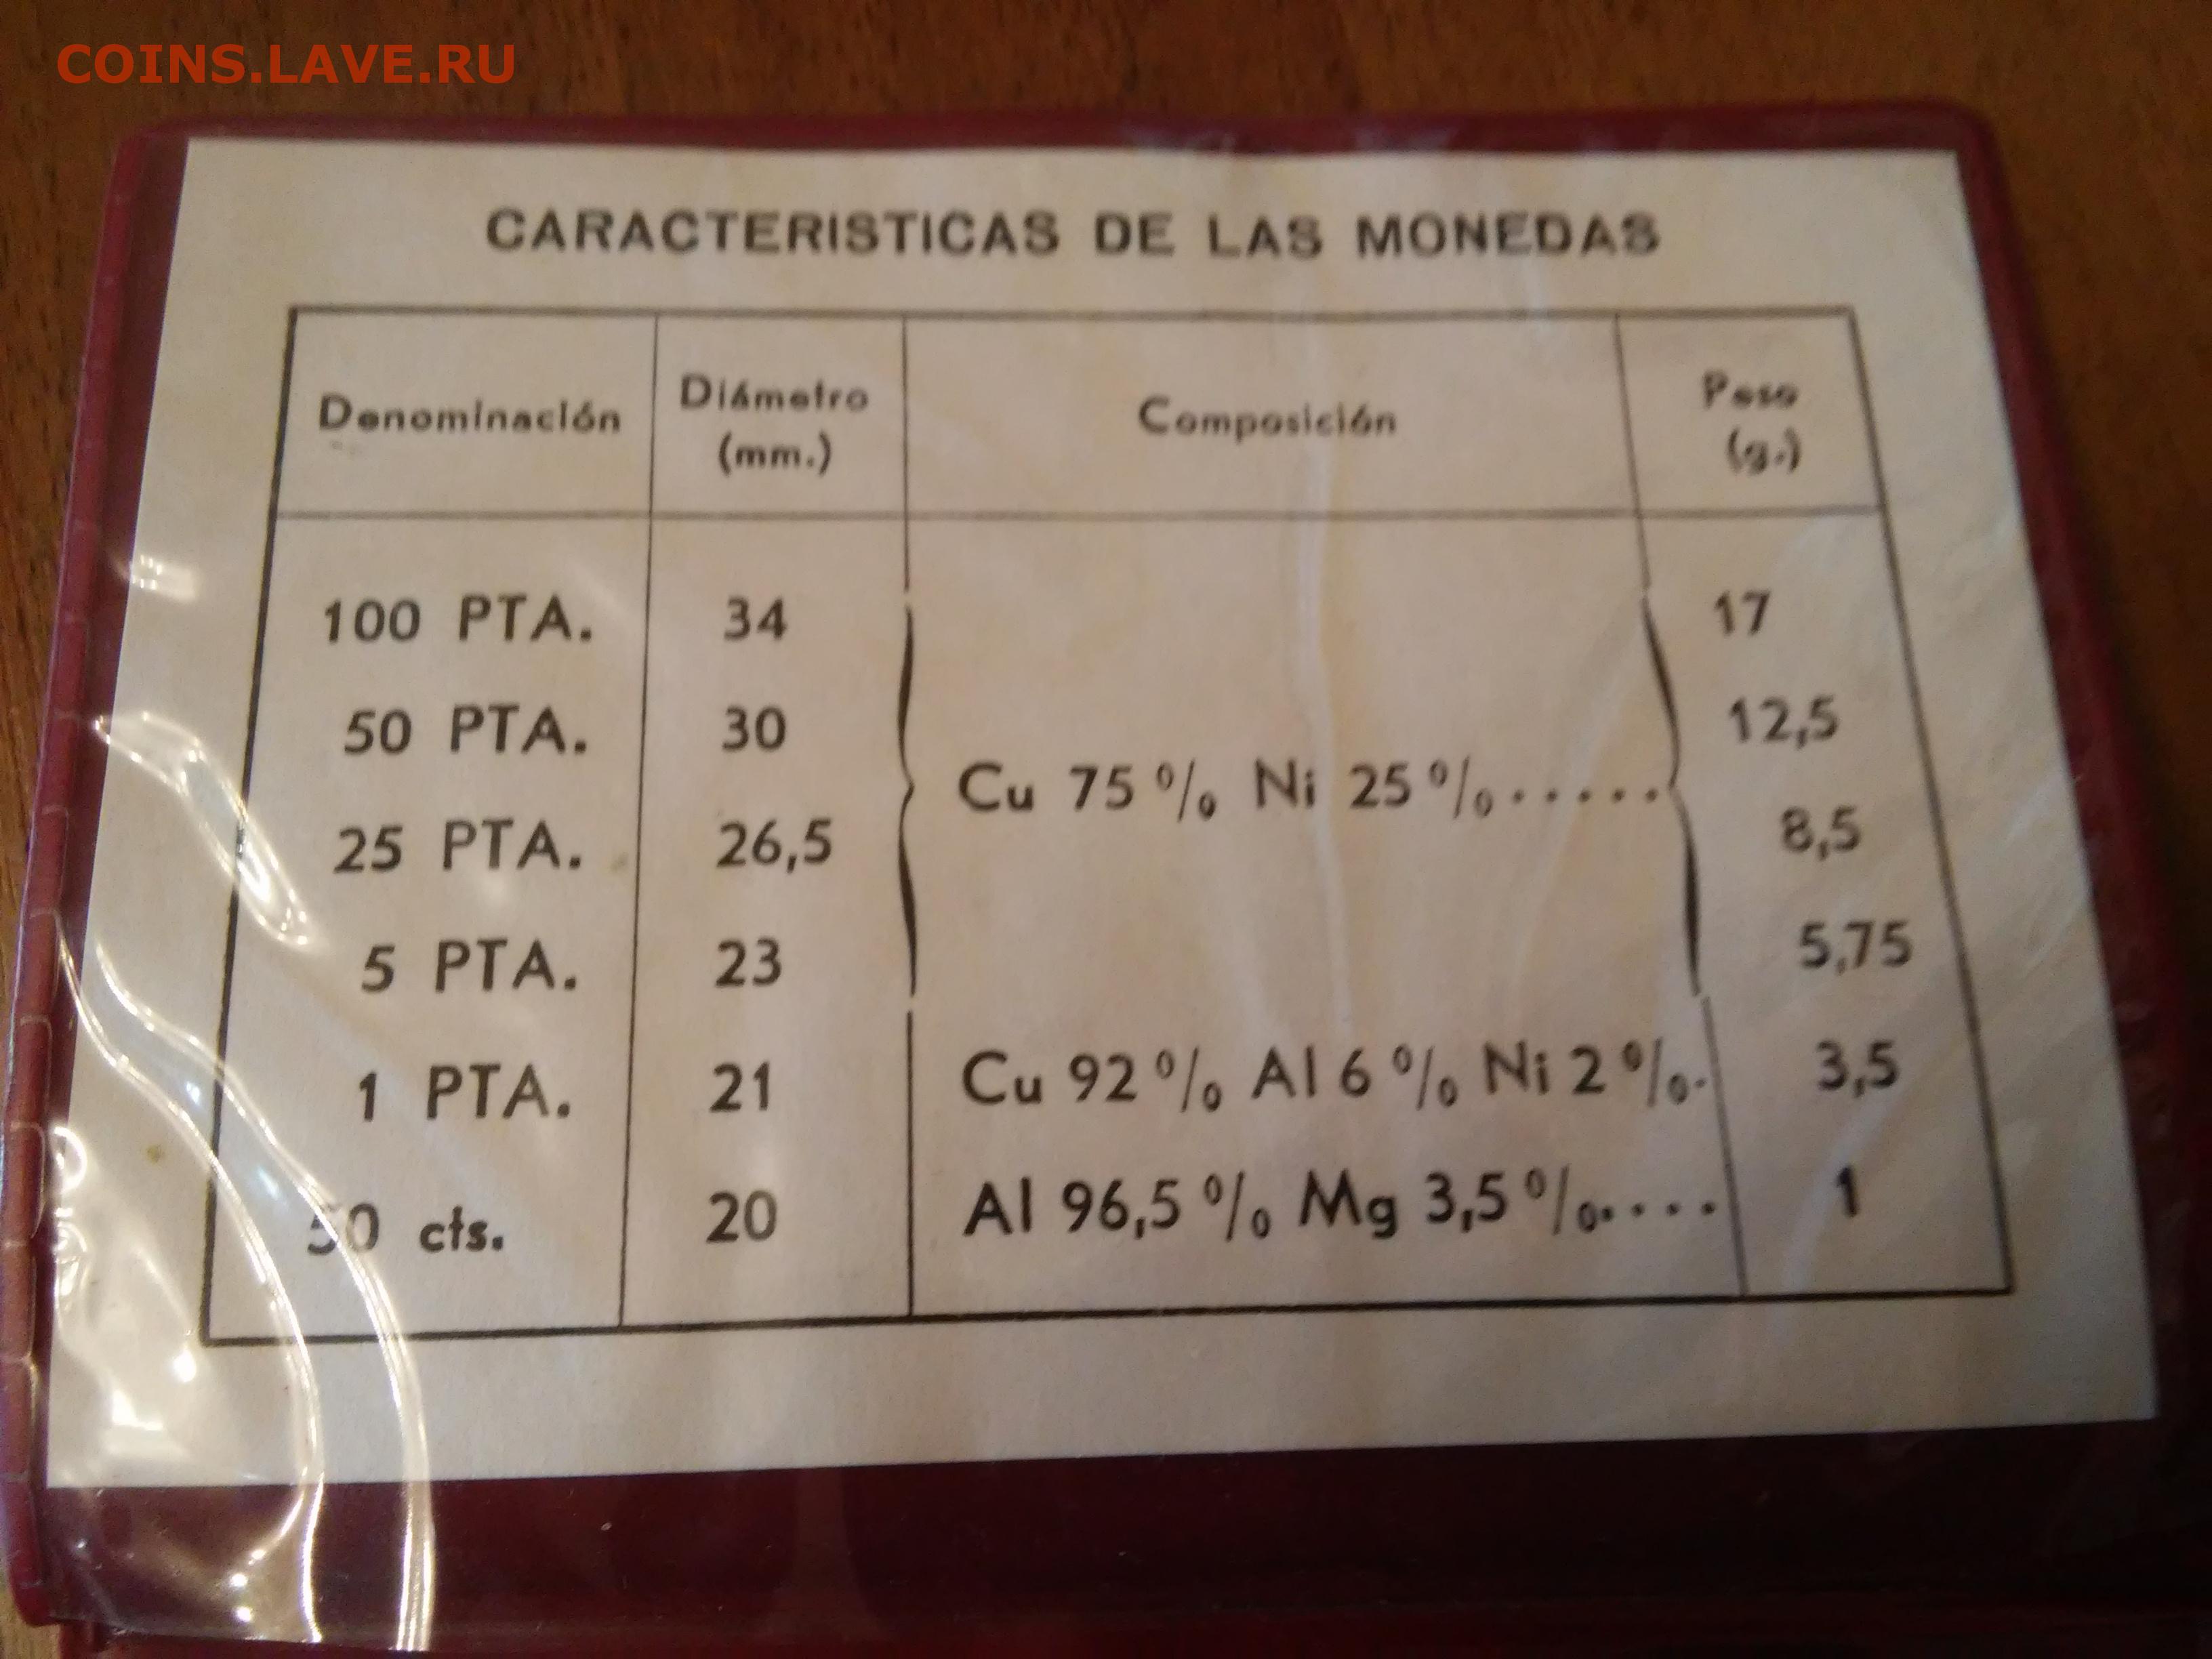 COINS.LAVE.RU
CARACTERISTICAS DE LAS MONEDAS
Denominación Diámetro (mm.) Composición Peso (g.)
100 PTA. 34 17
50 PTA. 30 12,5
Cu 75 % Ni 25 % .....
25 PTA. 26,5 8,5
5 PTA. 23 5,75
1 PTA. 21 Cu 92 % Al 6 % Ni 2 %. 3,5
50 cts. 20 Al 96,5 % Mg 3,5 %.... 1